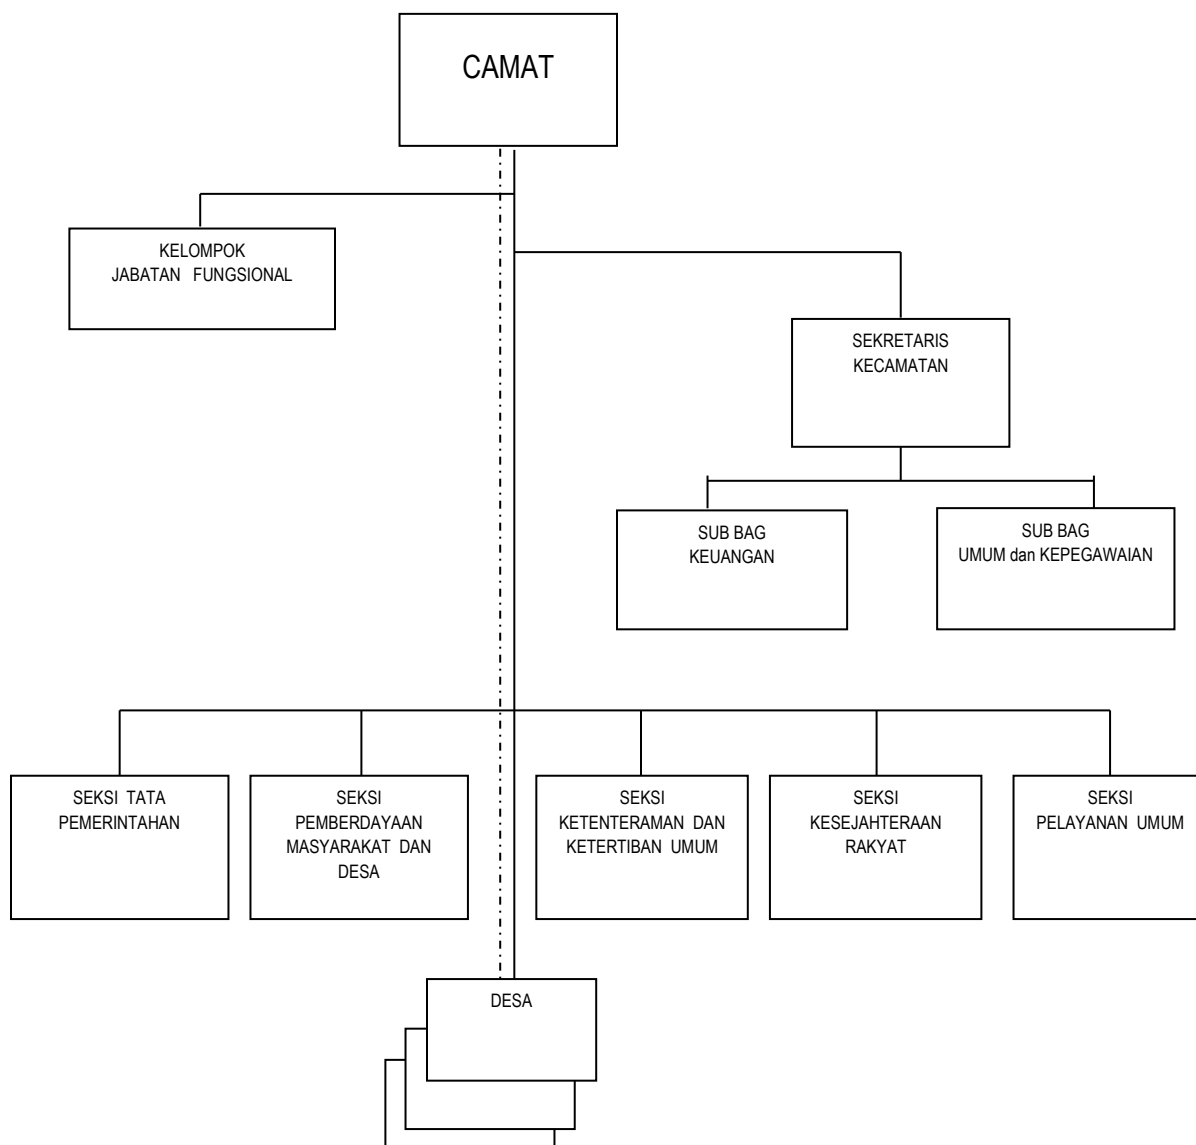 CAMAT
KELOMPOK
JABATAN FUNGSIONAL
SEKRETARIS
KECAMATAN
SUB BAG
KEUANGAN
SUB BAG
UMUM dan KEPEGAWAIAN
SEKSI TATA
PEMERINTAHAN
SEKSI
PEMBERDAYAAN
MASYARAKAT DAN
DESA
SEKSI
KETENTERAMAN DAN
KETERTIBAN UMUM
SEKSI
KESEJAHTERAAN
RAKYAT
SEKSI
PELAYANAN UMUM
DESA